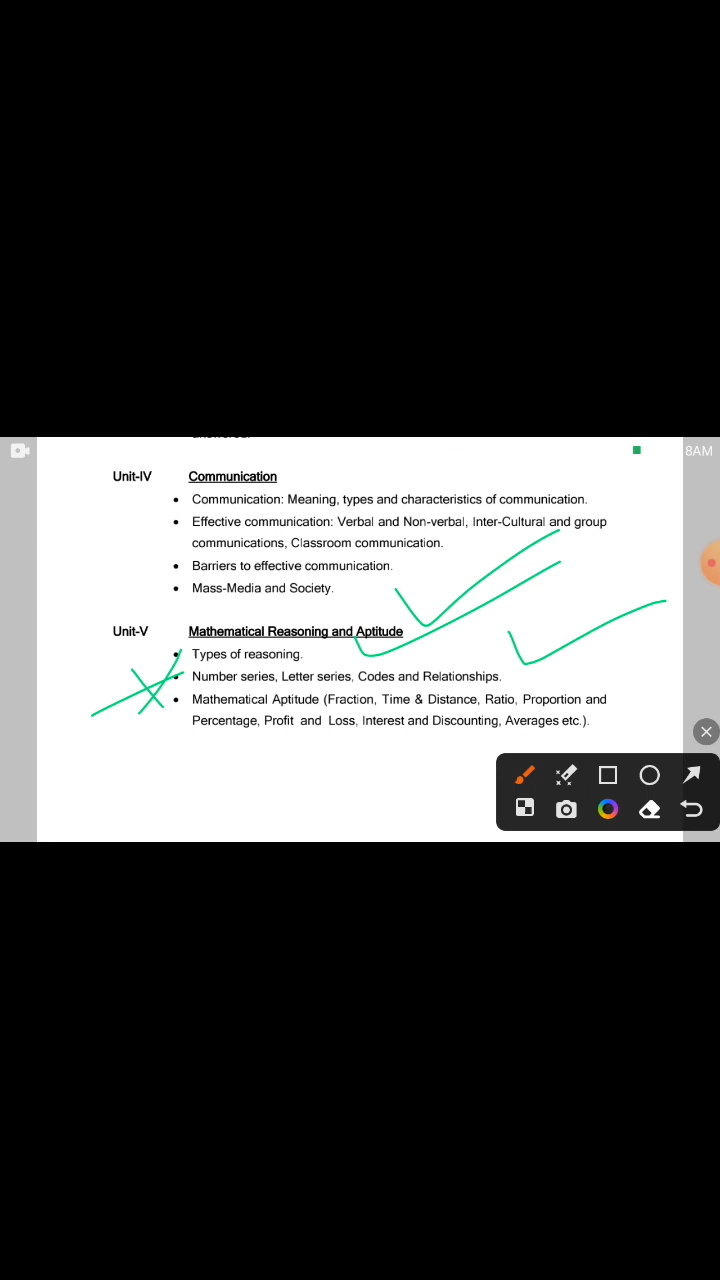 8AM
Unit-IV Communication
• Communication: Meaning, types and characteristics of communication.
• Effective communication: Verbal and Non-verbal, Inter-Cultural and group
communications, Classroom communication.
• Barriers to effective communication.
• Mass-Media and Society.
Unit-V Mathematical Reasoning and Aptitude
• Types of reasoning.
• Number series, Letter series, Codes and Relationships.
• Mathematical Aptitude (Fraction, Time & Distance, Ratio, Proportion and
Percentage, Profit and Loss, Interest and Discounting, Averages etc.).